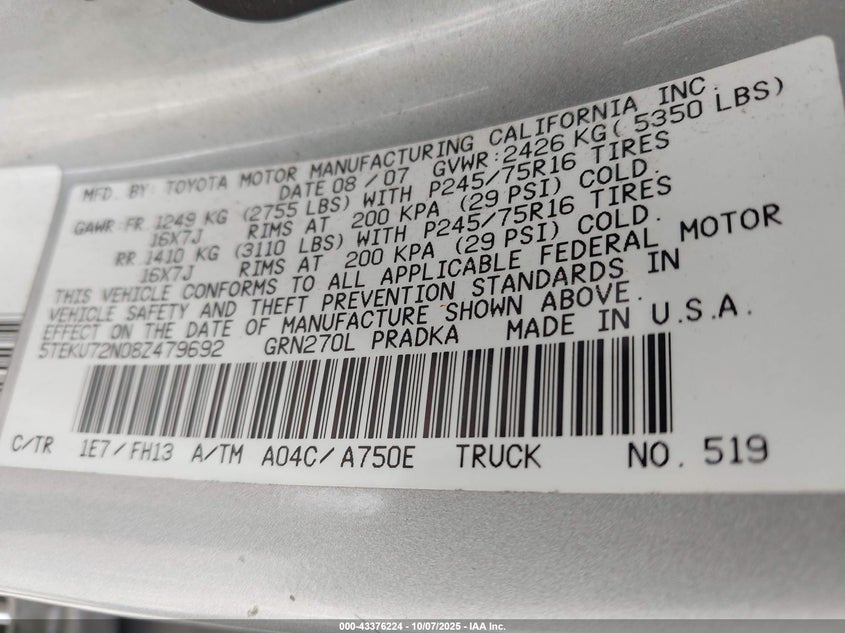 MFD. BY: TOYOTA MOTOR MANUFACTURING CALIFORNIA INC.
DATE 08 / 07 GVWR:2426 KG( 5350 LBS)
GAWR:FR.1249 KG (2755 LBS) WITH P245/75R16 TIRES
16X7J RIMS AT 200 KPA (29 PSI) COLD.
RR.1410 KG (3110 LBS) WITH P245/75R16 TIRES
16X7J RIMS AT 200 KPA (29 PSI) COLD.
THIS VEHICLE CONFORMS TO ALL APPLICABLE FEDERAL MOTOR
VEHICLE SAFETY AND THEFT PREVENTION STANDARDS IN
EFFECT ON THE DATE OF MANUFACTURE SHOWN ABOVE.
5TEKU72N08Z479692 GRN270L PRADKA MADE IN U.S.A.
C/TR 1E7/FH13 A/TM A04C/A750E TRUCK NO. 519
000-43376224 - 10/07/2025 - IAA Inc.